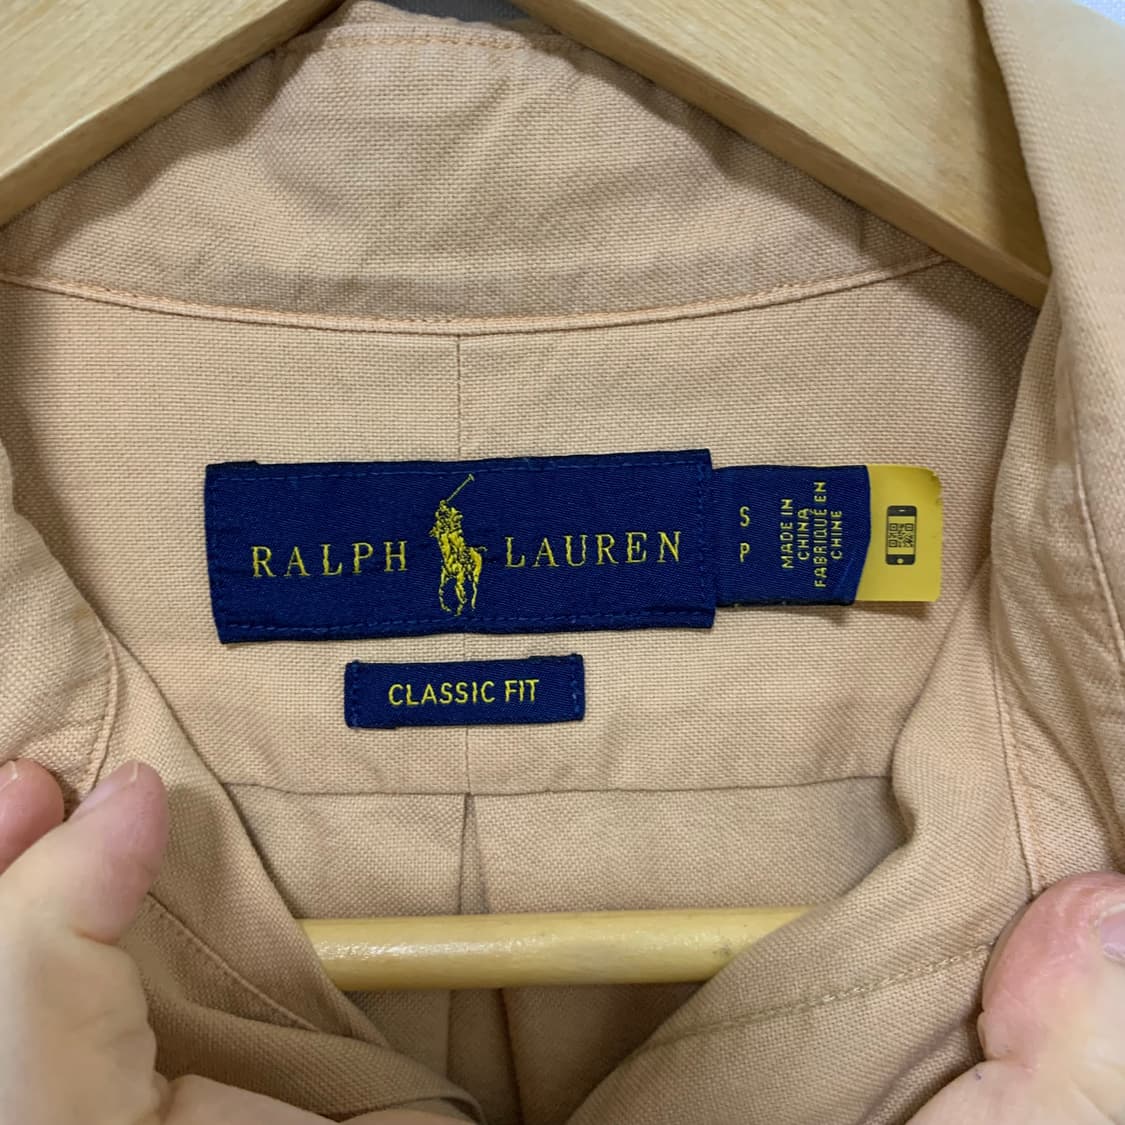 RALPH LAUREN
S
P
MADE IN
CHINA
FABRIQUÉ EN
CHINE
CLASSIC FIT